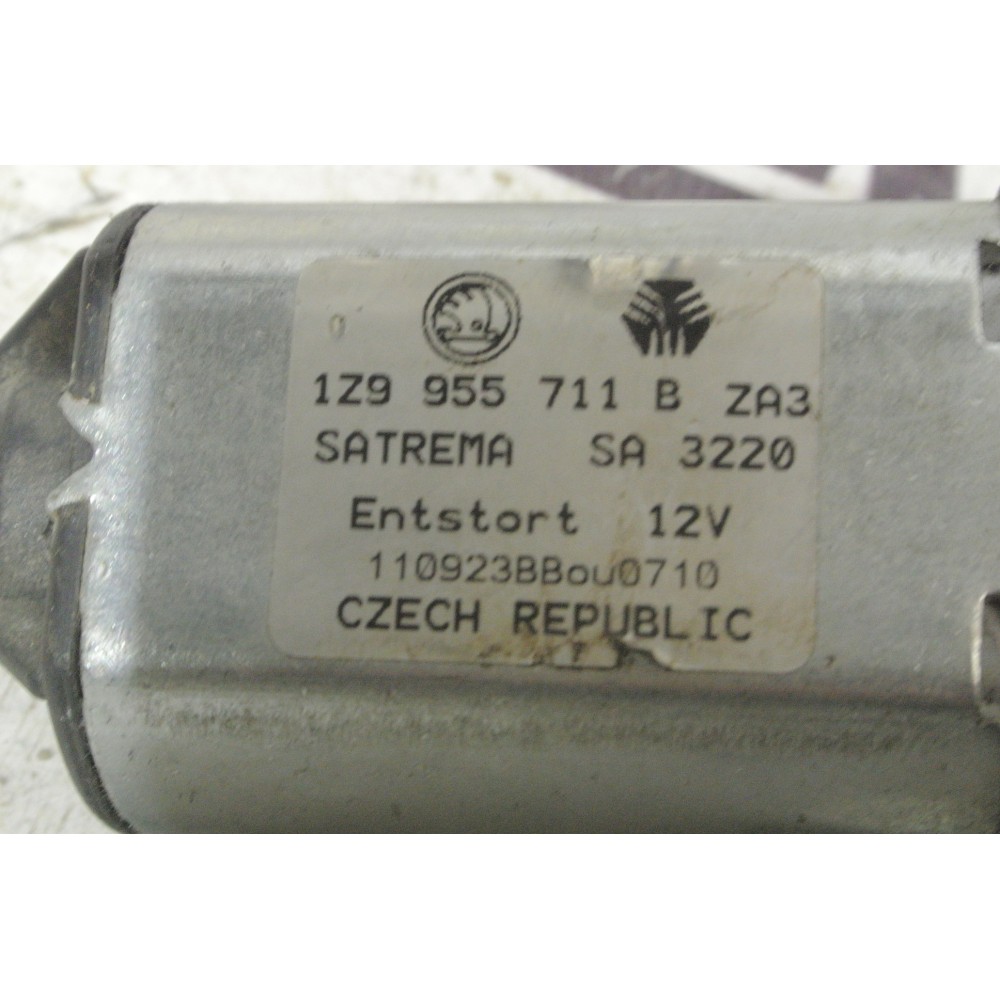 1Z9 955 711 B ZA3
SATREMA SA 3220
Entstort 12V
110923BBou0710
CZECH REPUBLIC